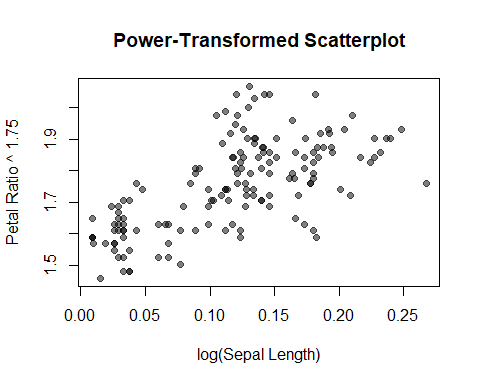 Power-Transformed Scatterplot
Petal Ratio ^ 1.75
1.9
1.7
1.5
0.00 0.05 0.10 0.15 0.20 0.25
log(Sepal Length)